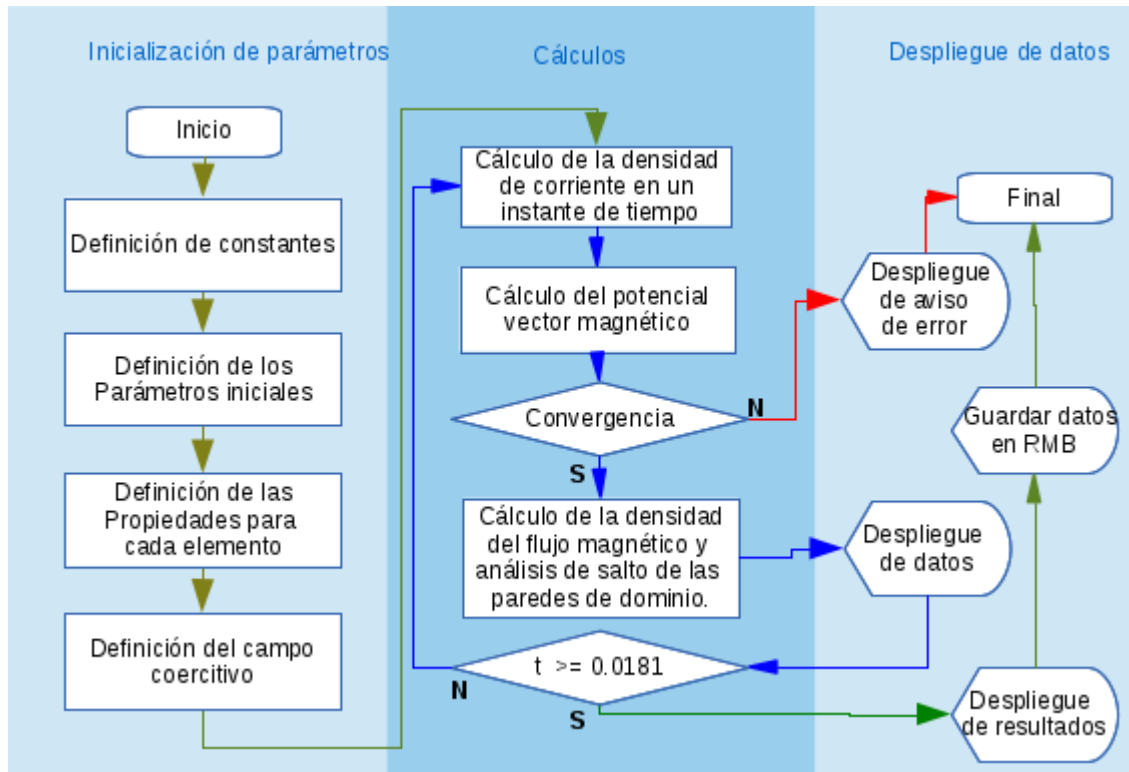 Inicialización de parámetros
Cálculos
Despliegue de datos
Inicio
Definición de constantes
Definición de los
Parámetros iniciales
Definición de las
Propiedades para
cada elemento
Definición del campo
coercitivo
Cálculo de la densidad
de corriente en un
instante de tiempo
Cálculo del potencial
vector magnético
Convergencia
N
S
Cálculo de la densidad
del flujo magnético y
análisis de salto de las
paredes de dominio.
t >= 0.0181
N
S
Final
Despliegue
de aviso
de error
Guardar datos
en RMB
Despliegue
de datos
Despliegue
de resultados